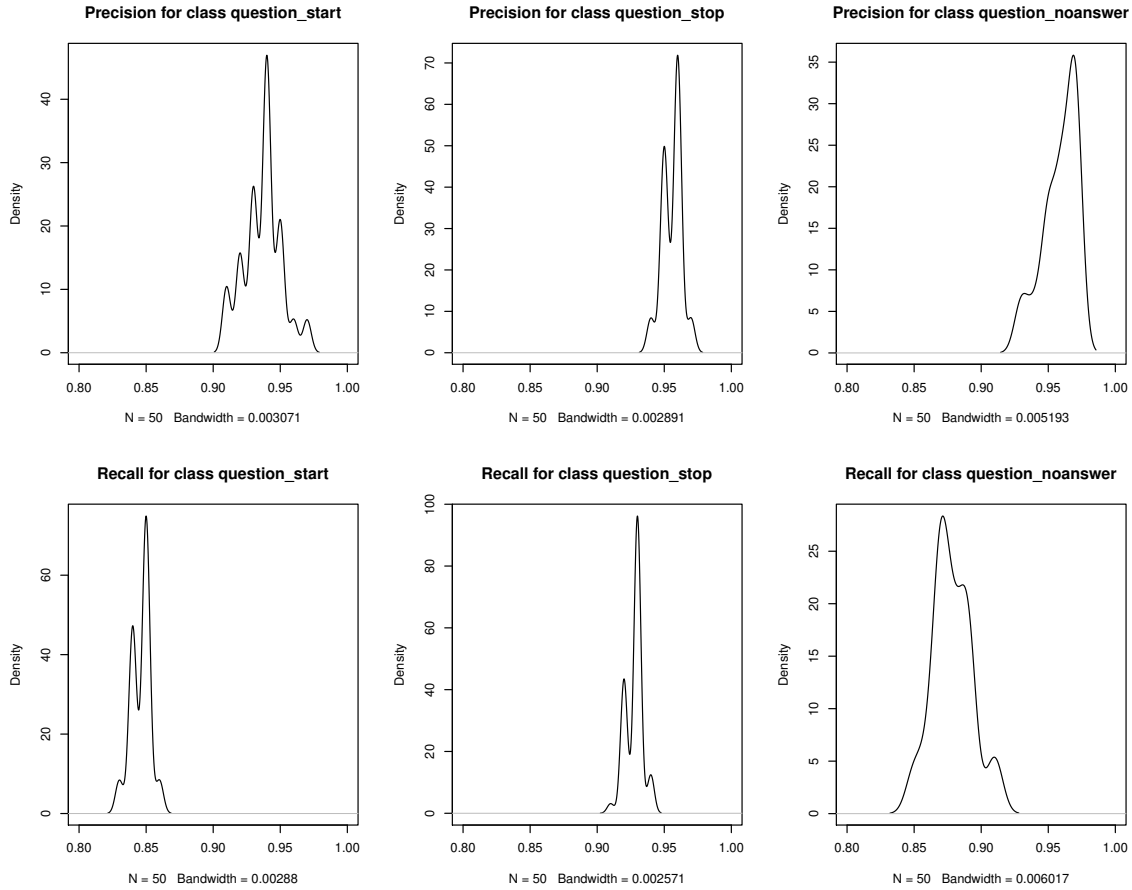 Precision for class question_start
Density
0 10 20 30 40
0.80 0.85 0.90 0.95 1.00
N = 50 Bandwidth = 0.003071
Precision for class question_stop
Density
0 10 20 30 40 50 60 70
0.80 0.85 0.90 0.95 1.00
N = 50 Bandwidth = 0.002891
Precision for class question_noanswer
Density
0 5 10 15 20 25 30 35
0.80 0.85 0.90 0.95 1.00
N = 50 Bandwidth = 0.005193
Recall for class question_start
Density
0 20 40 60
0.80 0.85 0.90 0.95 1.00
N = 50 Bandwidth = 0.00288
Recall for class question_stop
Density
0 20 40 60 80 100
0.80 0.85 0.90 0.95 1.00
N = 50 Bandwidth = 0.002571
Recall for class question_noanswer
Density
0 5 10 15 20 25
0.80 0.85 0.90 0.95 1.00
N = 50 Bandwidth = 0.006017